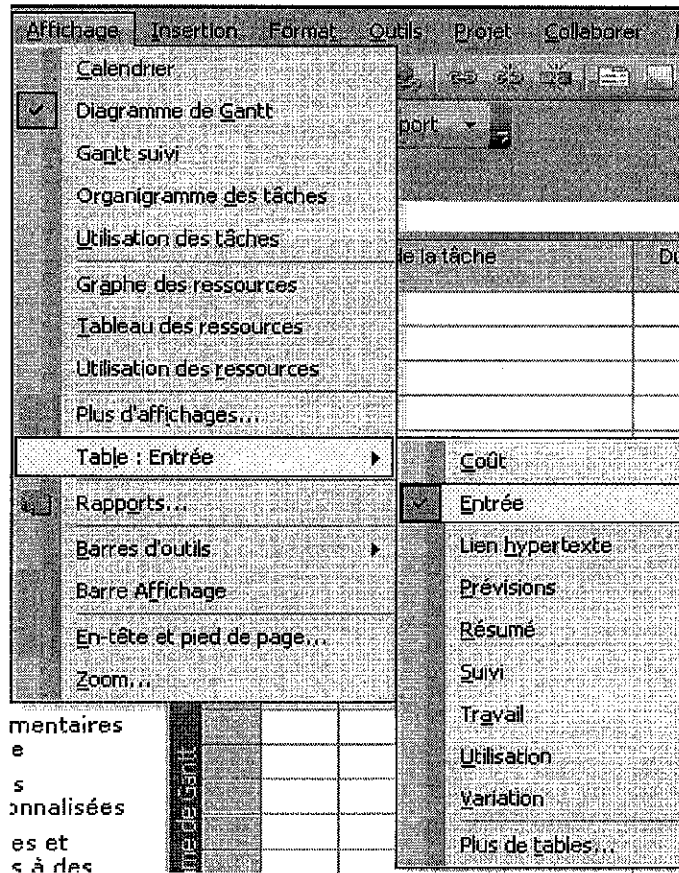 Affichage Insertion Format Outils Projet Collaborer
Calendrier
Diagramme de Gantt
port
Gantt suivi
Organigramme des tâches
Utilisation des tâches
de la tâche Du
Graphe des ressources
Tableau des ressources
Utilisation des ressources
Plus d'affichages...
Table : Entrée
Rapports...
Barres d'outils
Barre Affichage
En-tête et pied de page...
Zoom...
Coût
Entrée
Lien hypertexte
Prévisions
Résumé
Suivi
Travail
Utilisation
Variation
Plus de tables...
mentaires
e
s
onnalisées
es et
s à des